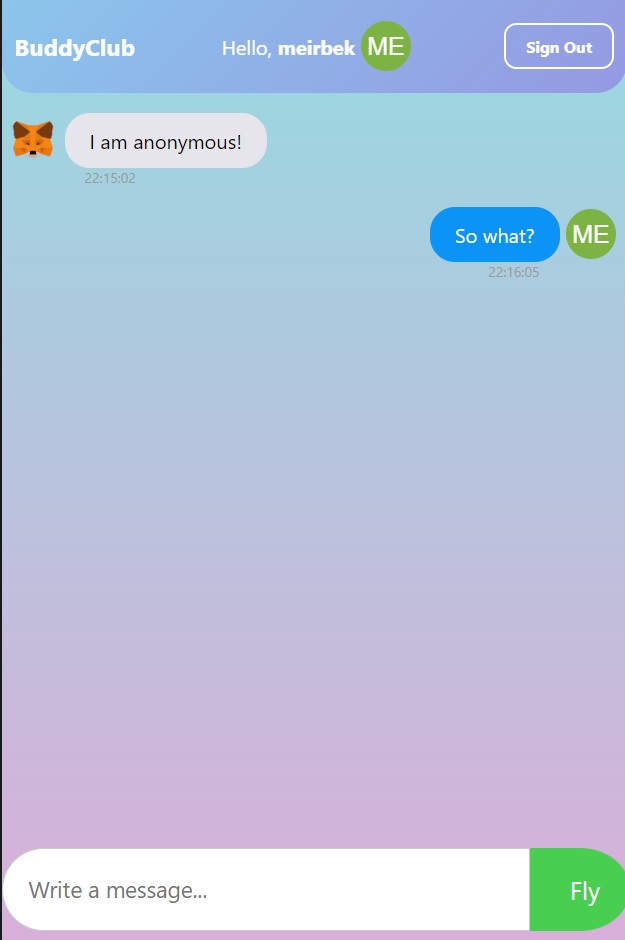 BuddyClub
Hello, meirbek ME
Sign Out
I am anonymous!
22:15:02
So what?
ME
22:16:05
Write a message...
Fly